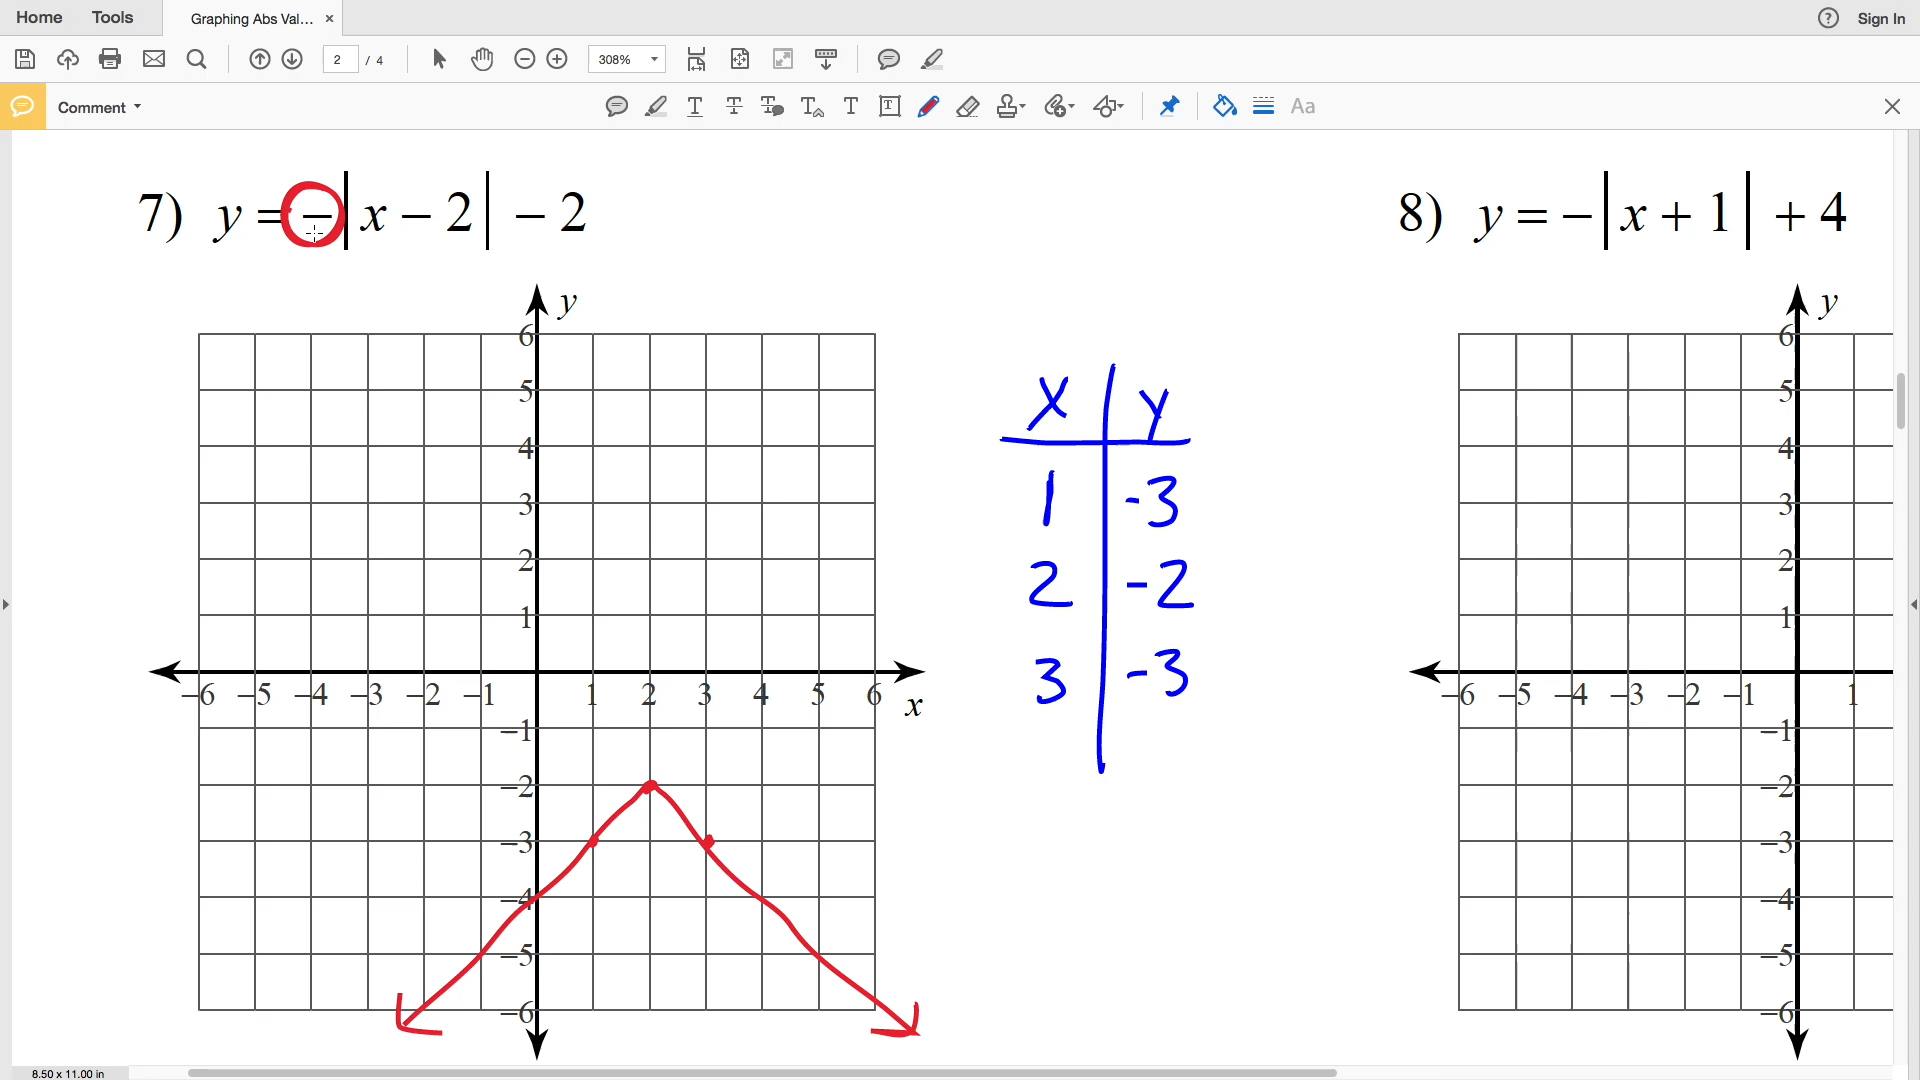 Home Tools Graphing Abs Val... × ? Sign In
2 / 4 308%
Comment Aa
7) y = −|x − 2| − 2
8) y = −|x + 1| + 4
y
6
5
4
3
2
1
−6 −5 −4 −3 −2 −1 1 2 3 4 5 6 x
−1
−2
−3
−4
−5
−6
x y
1 -3
2 -2
3 -3
y
6
5
4
3
2
1
−6 −5 −4 −3 −2 −1 1
−1
−2
−3
−4
−5
−6
8.50 x 11.00 in